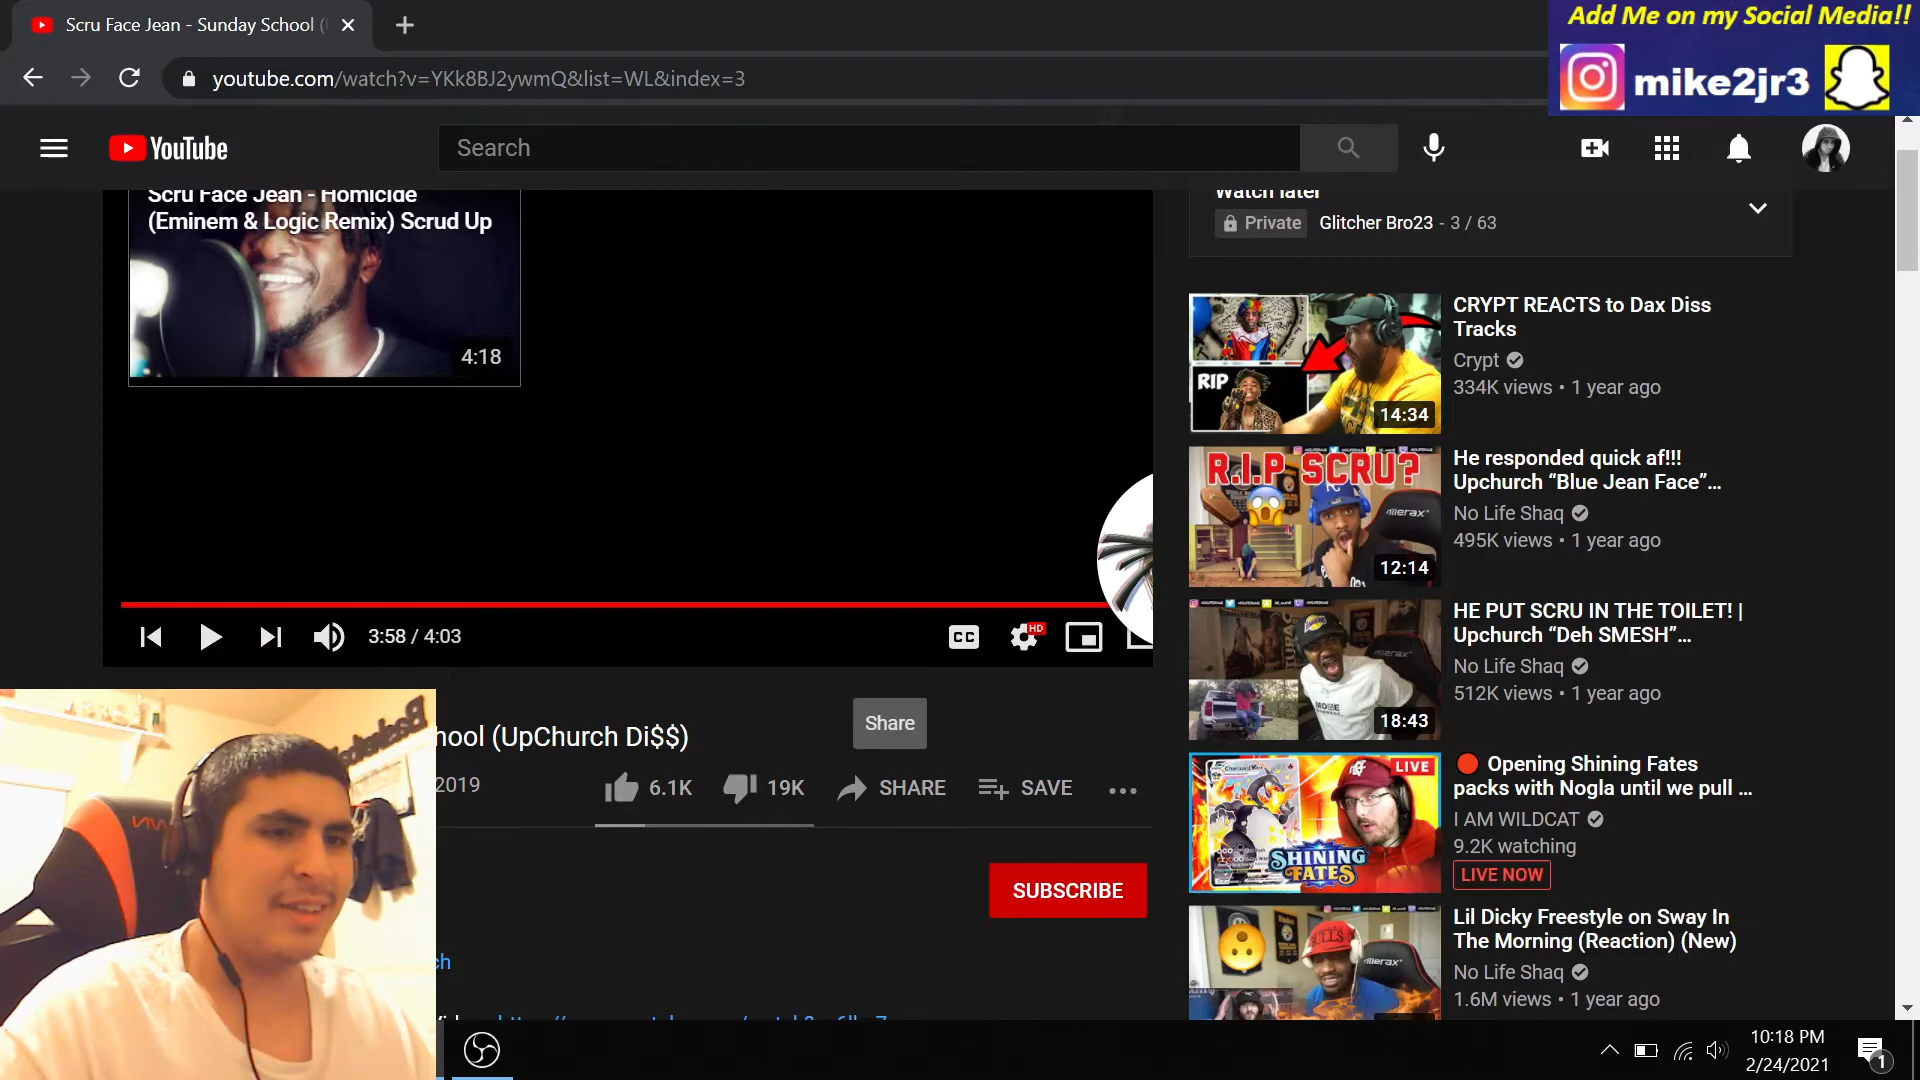 Scru Face Jean - Sunday School (
Add Me on my Social Media!!
youtube.com/watch?v=YKk8BJ2ywmQ&list=WL&index=3
mike2jr3
YouTube
Search
Scru Face Jean - Homicide
(Eminem & Logic Remix) Scrud Up
4:18
Watch later
Private Glitcher Bro23 - 3 / 63
RIP
14:34
CRYPT REACTS to Dax Diss
Tracks
Crypt
334K views • 1 year ago
R.I.P SCRU?
12:14
He responded quick af!!!
Upchurch “Blue Jean Face”...
No Life Shaq
495K views • 1 year ago
3:58 / 4:03
CC
HD
18:43
HE PUT SCRU IN THE TOILET! |
Upchurch “Deh SMESH”...
No Life Shaq
512K views • 1 year ago
Share
hool (UpChurch Di$$)
2019
6.1K
19K
SHARE
SAVE
LIVE
SHINING
FATES
Opening Shining Fates
packs with Nogla until we pull ...
I AM WILDCAT
9.2K watching
LIVE NOW
SUBSCRIBE
BULLS
Lil Dicky Freestyle on Sway In
The Morning (Reaction) (New)
No Life Shaq
1.6M views • 1 year ago
ch
10:18 PM
2/24/2021
1